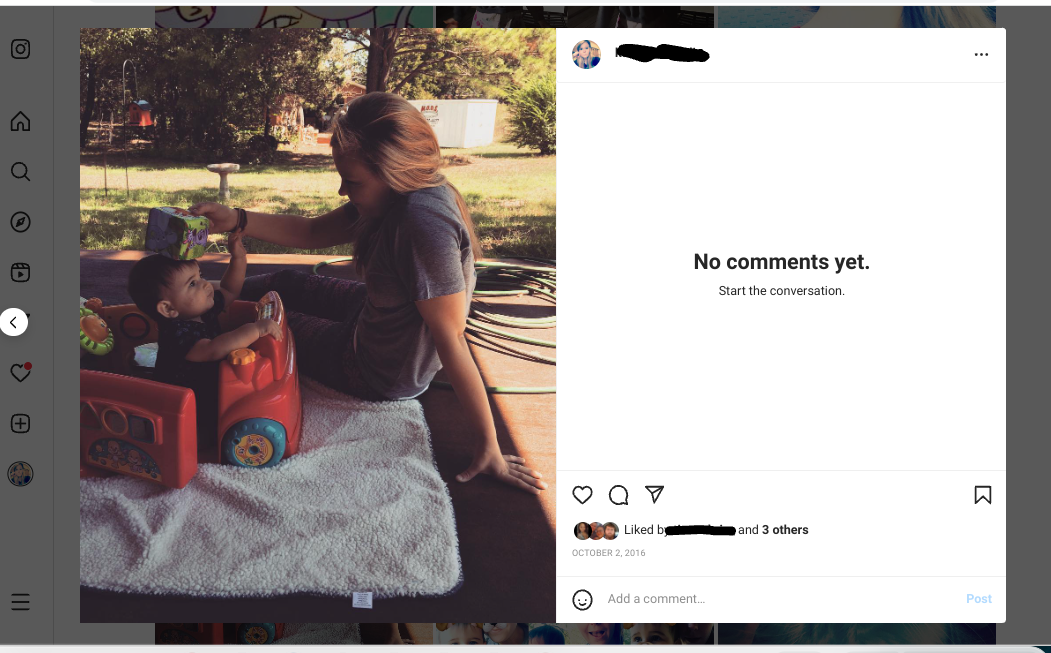 No comments yet.
Start the conversation.
Liked by and 3 others
OCTOBER 2, 2016
Add a comment...
Post